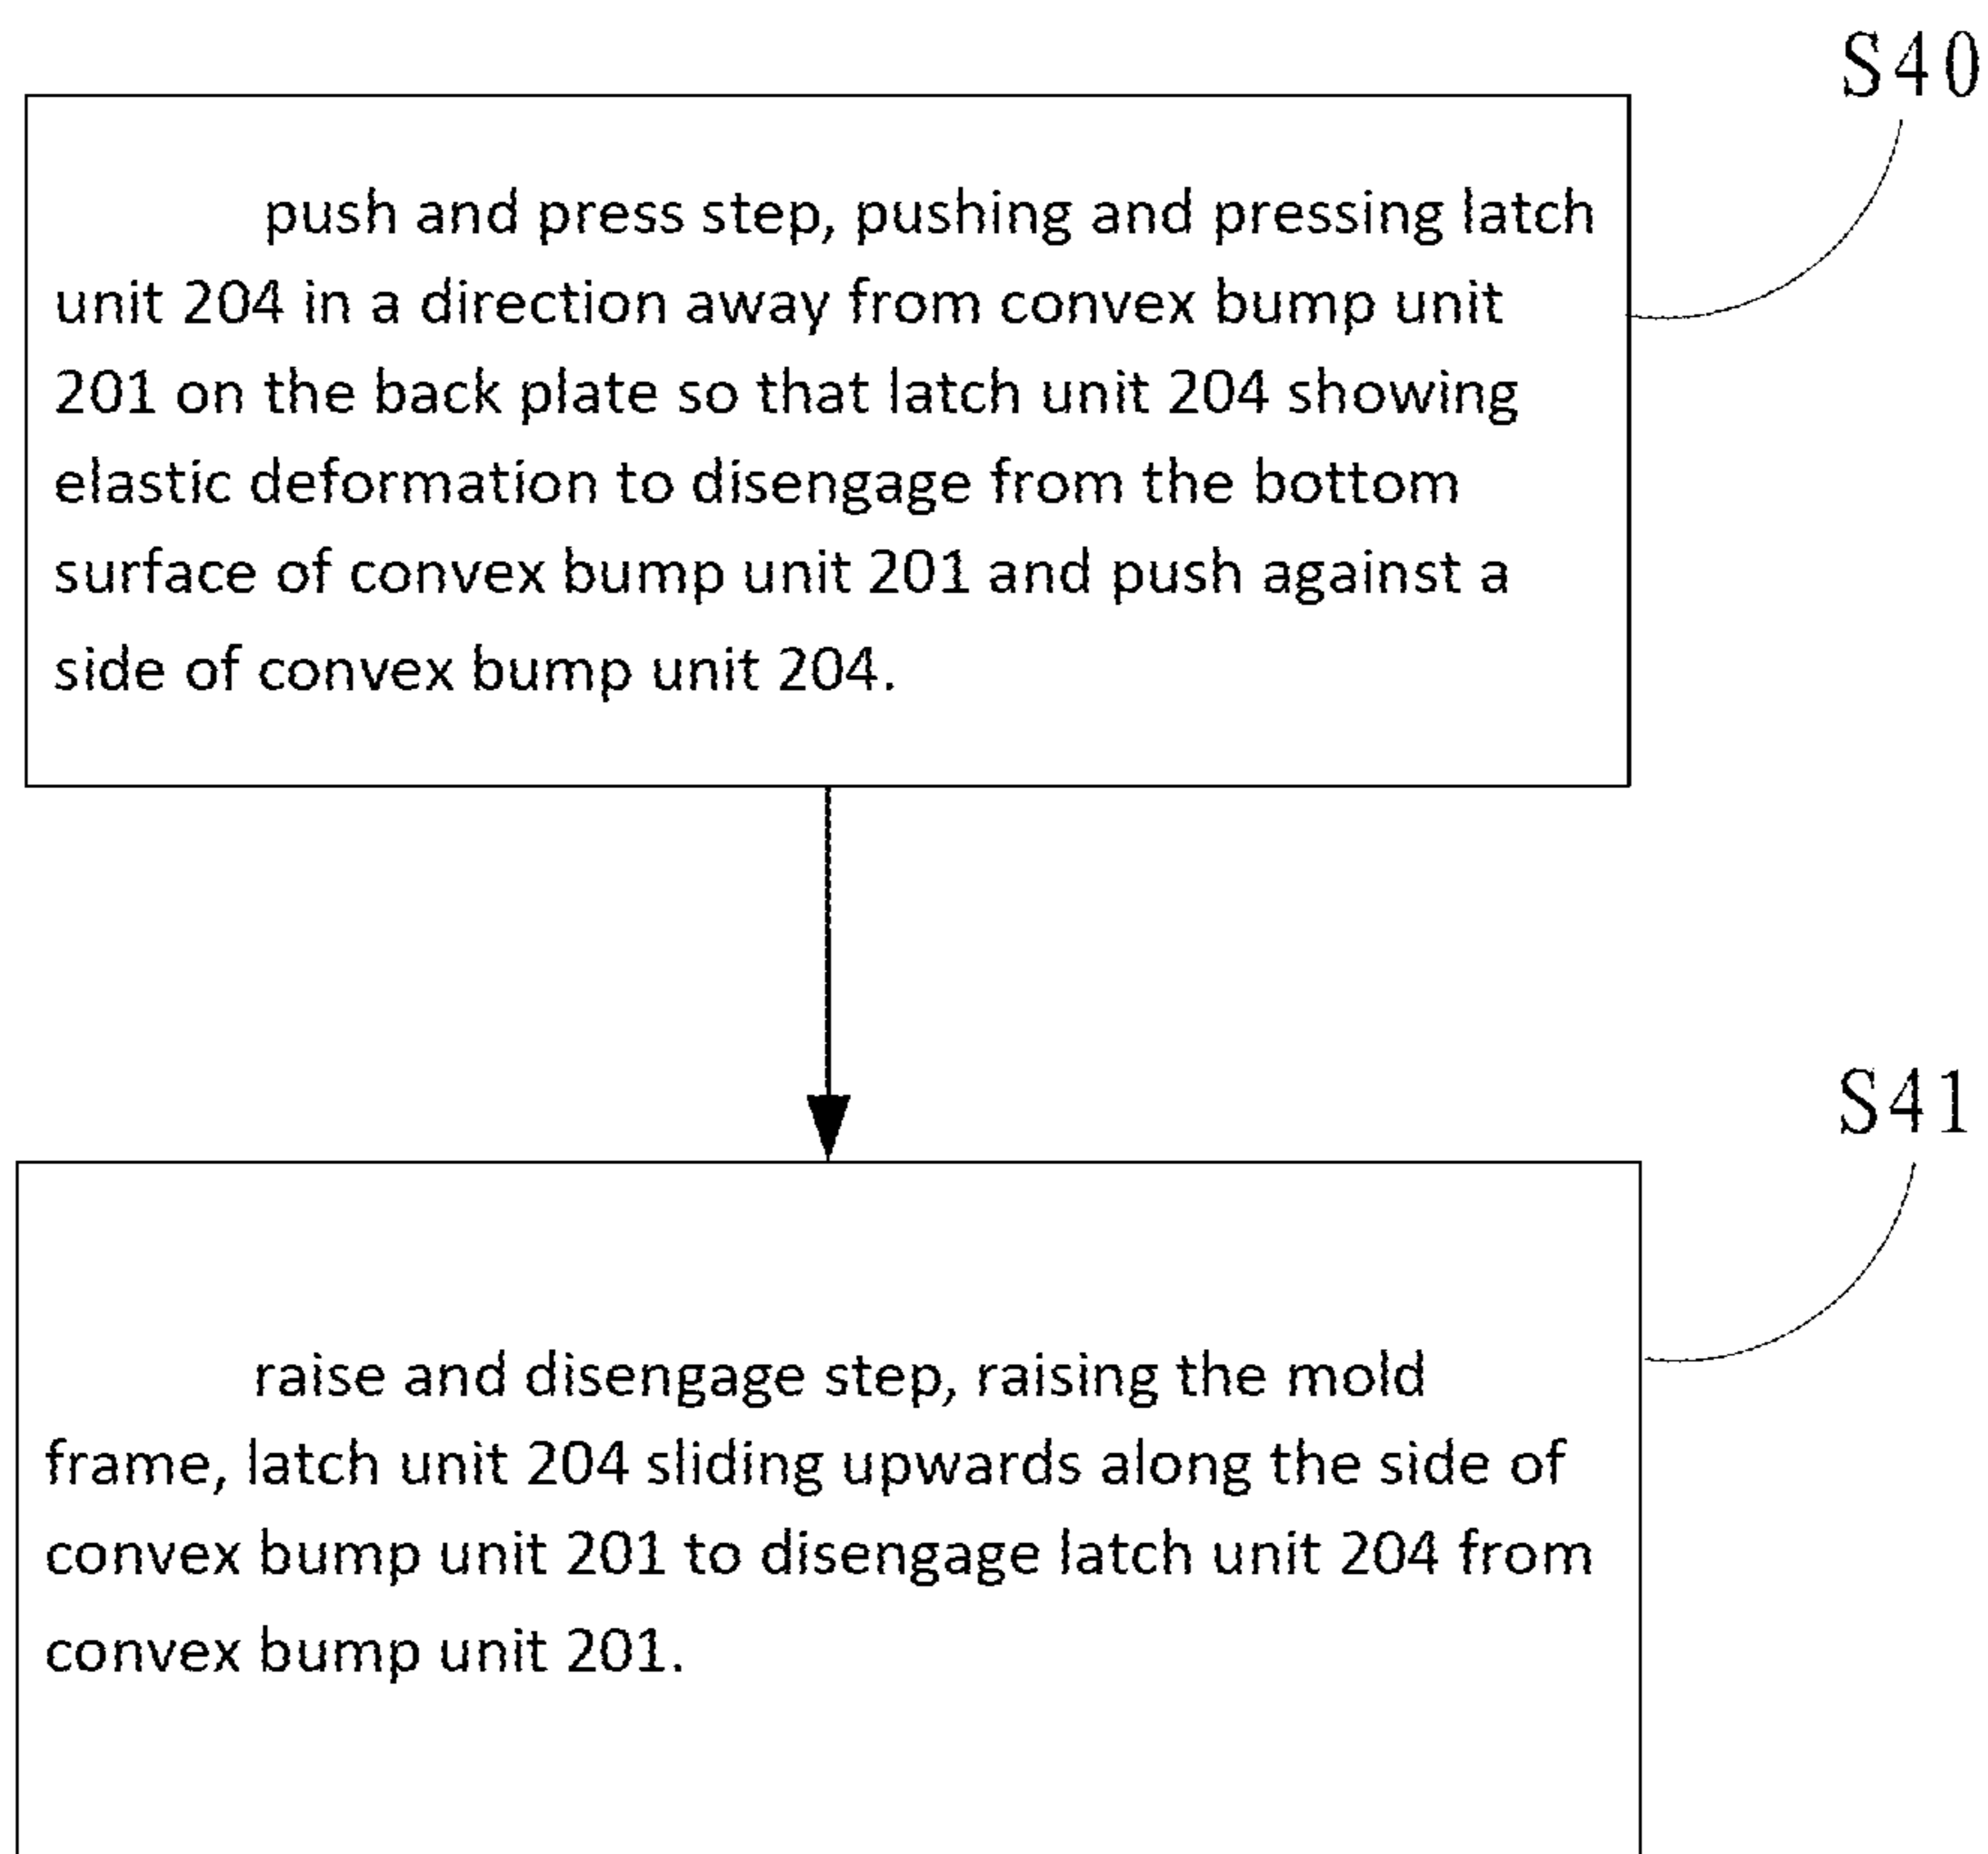 S40
push and press step, pushing and pressing latch
unit 204 in a direction away from convex bump unit
201 on the back plate so that latch unit 204 showing
elastic deformation to disengage from the bottom
surface of convex bump unit 201 and push against a
side of convex bump unit 204.
S41
raise and disengage step, raising the mold
frame, latch unit 204 sliding upwards along the side of
convex bump unit 201 to disengage latch unit 204 from
convex bump unit 201.